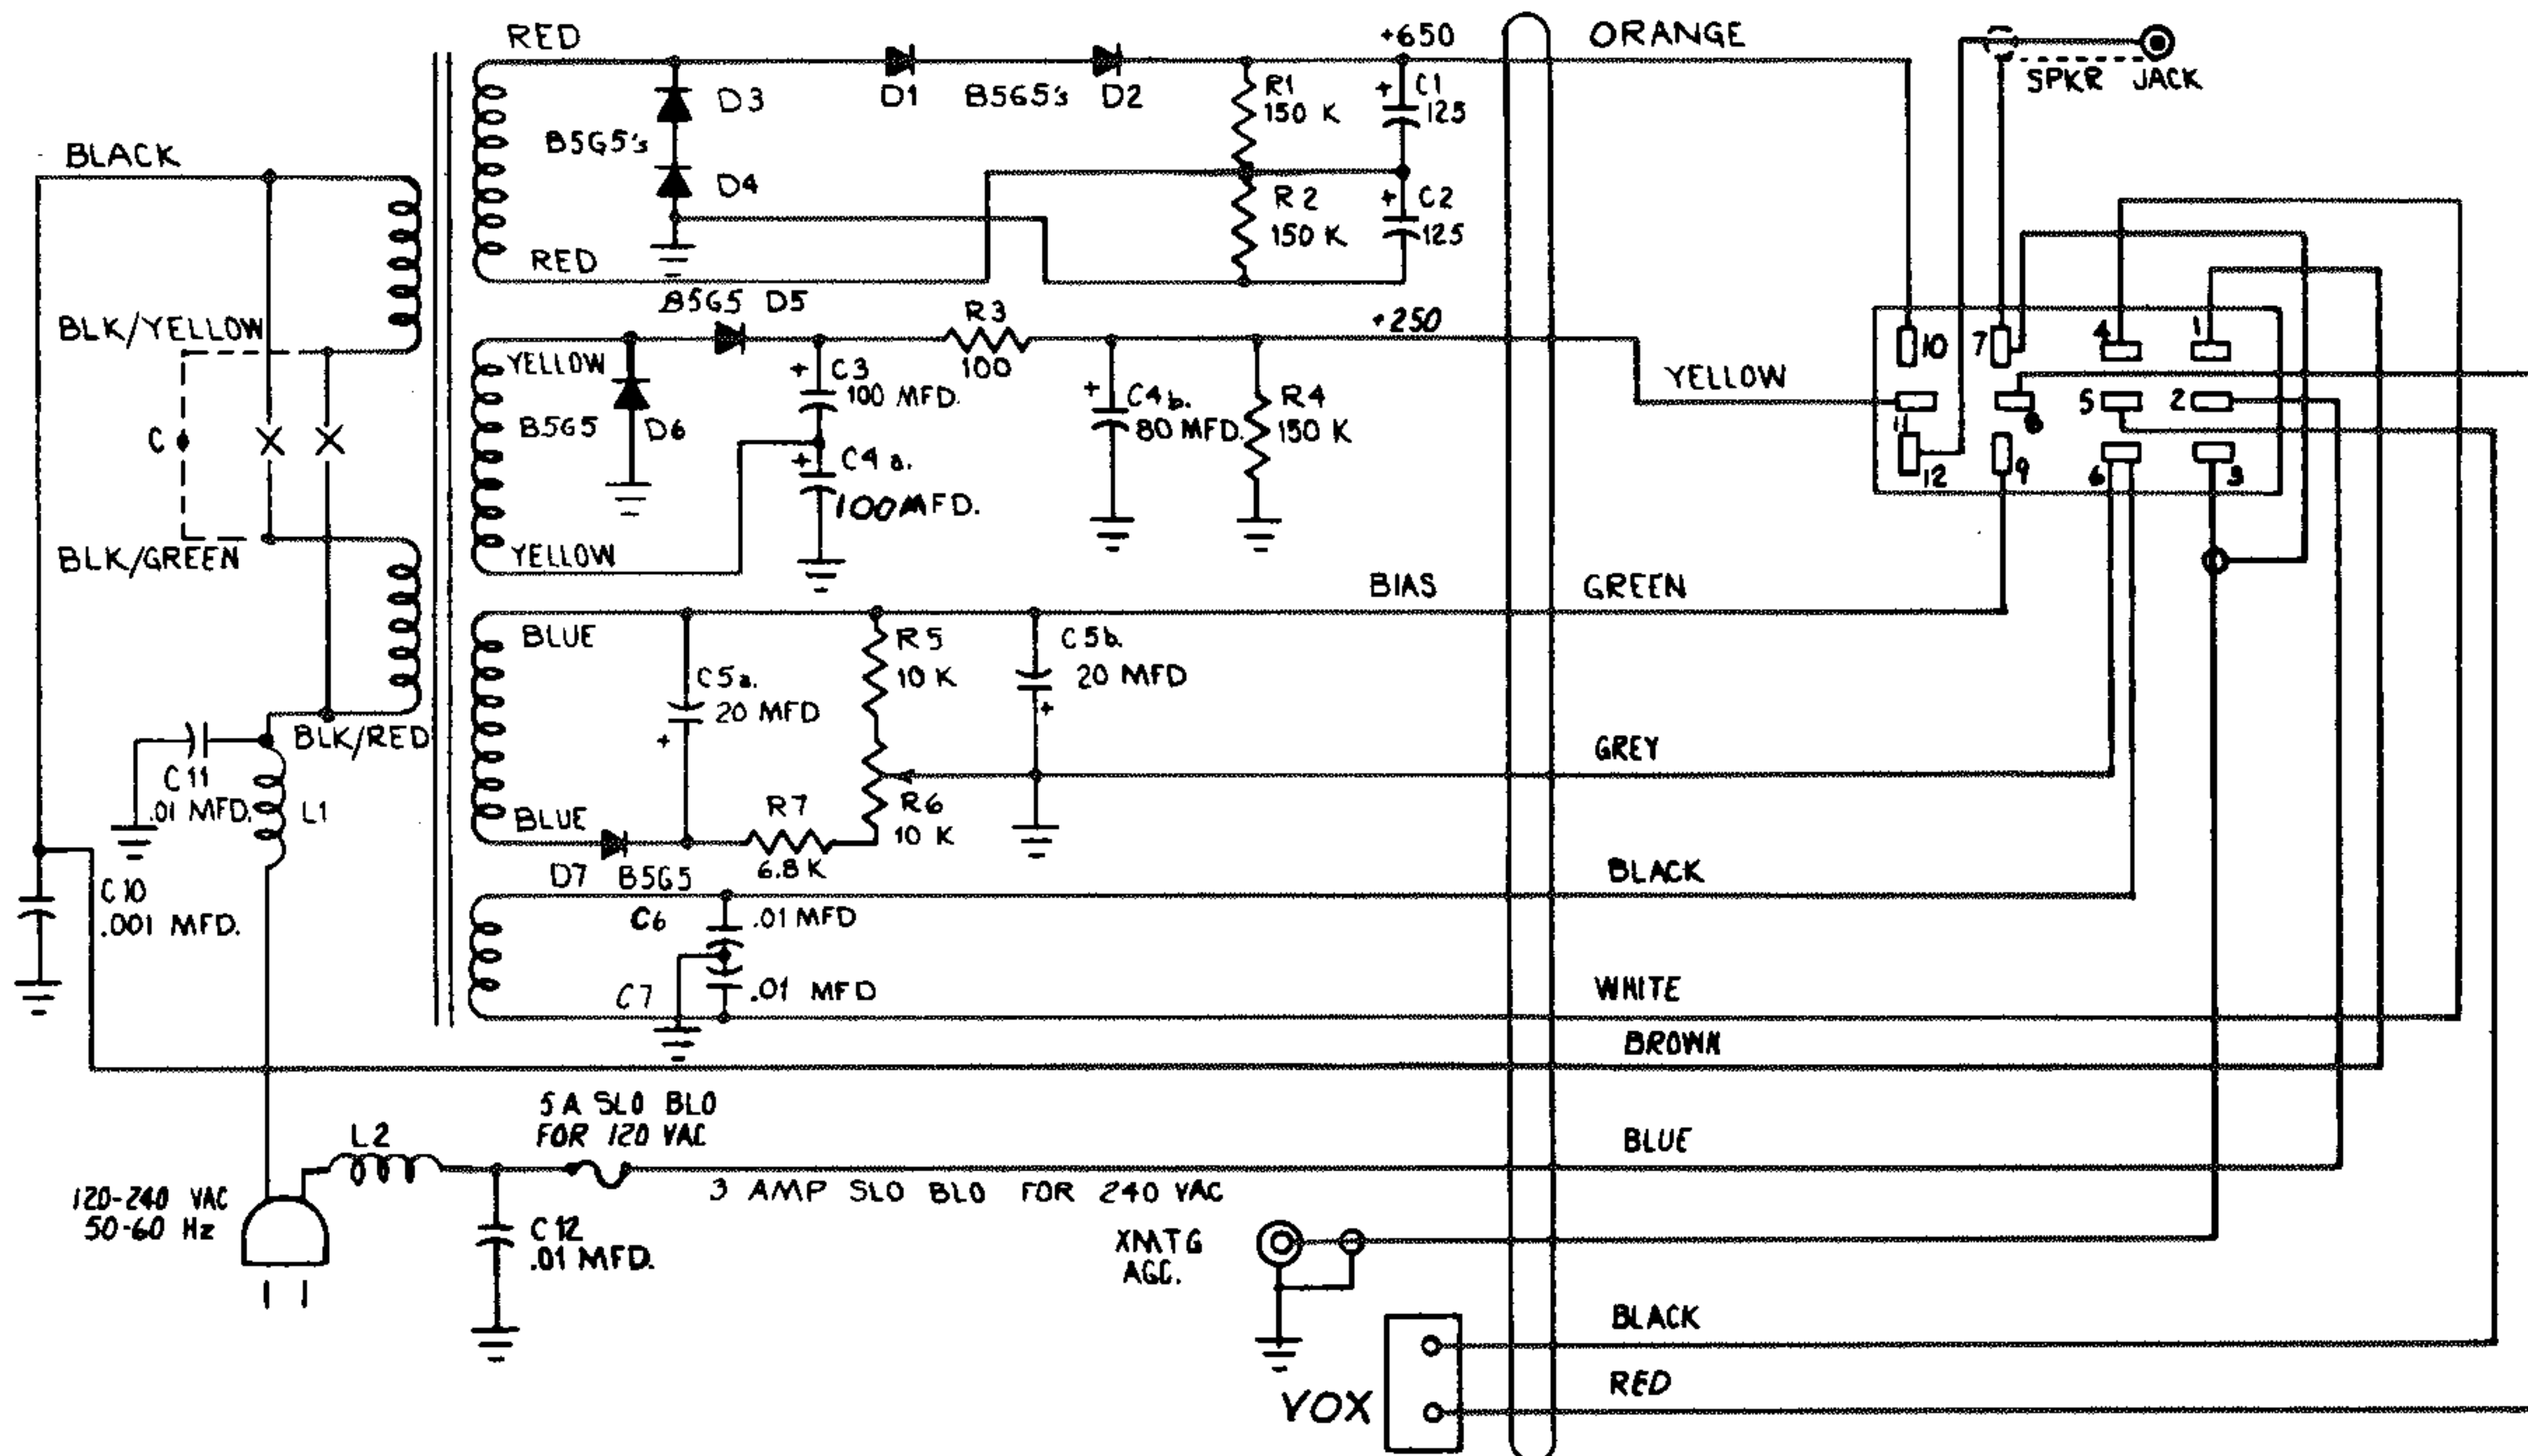 RED
+650
ORANGE
SPKR JACK
D3
D1
B5G5's
D2
R1
150 K
+
C1
125
B5G5's
D4
R2
150 K
+
C2
125
BLACK
RED
B5G5 D5
R3
100
+250
BLK/YELLOW
YELLOW
+
C3
100 MFD.
B5G5
D6
+
C4b.
80 MFD.
R4
150 K
YELLOW
C
+
C4a.
100MFD.
BLK/GREEN
YELLOW
10
7
4
1
11
8
5
2
12
9
6
3
BIAS
GREEN
BLUE
R5
10 K
C5a.
20 MFD
+
C5b.
20 MFD
+
BLK/RED
C11
.01 MFD.
L1
GREY
BLUE
R7
6.8 K
R6
10 K
D7 B5G5
BLACK
C10
.001 MFD.
C6
.01 MFD
C7
.01 MFD
WHITE
BROWN
5A SLO BLO
FOR 120 VAC
L2
BLUE
3 AMP SLO BLO FOR 240 VAC
120-240 VAC
50-60 Hz
C12
.01 MFD.
XMTG
AGC.
BLACK
VOX
RED